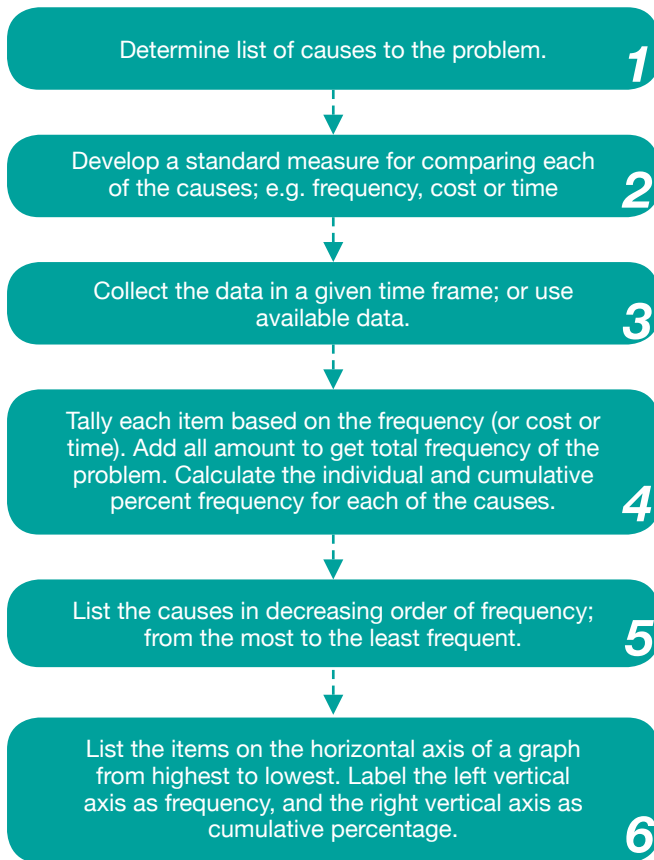 Determine list of causes to the problem.
1
Develop a standard measure for comparing each
of the causes; e.g. frequency, cost or time
2
Collect the data in a given time frame; or use
available data.
3
Tally each item based on the frequency (or cost or
time). Add all amount to get total frequency of the
problem. Calculate the individual and cumulative
percent frequency for each of the causes.
4
List the causes in decreasing order of frequency;
from the most to the least frequent.
5
List the items on the horizontal axis of a graph
from highest to lowest. Label the left vertical
axis as frequency, and the right vertical axis as
cumulative percentage.
6